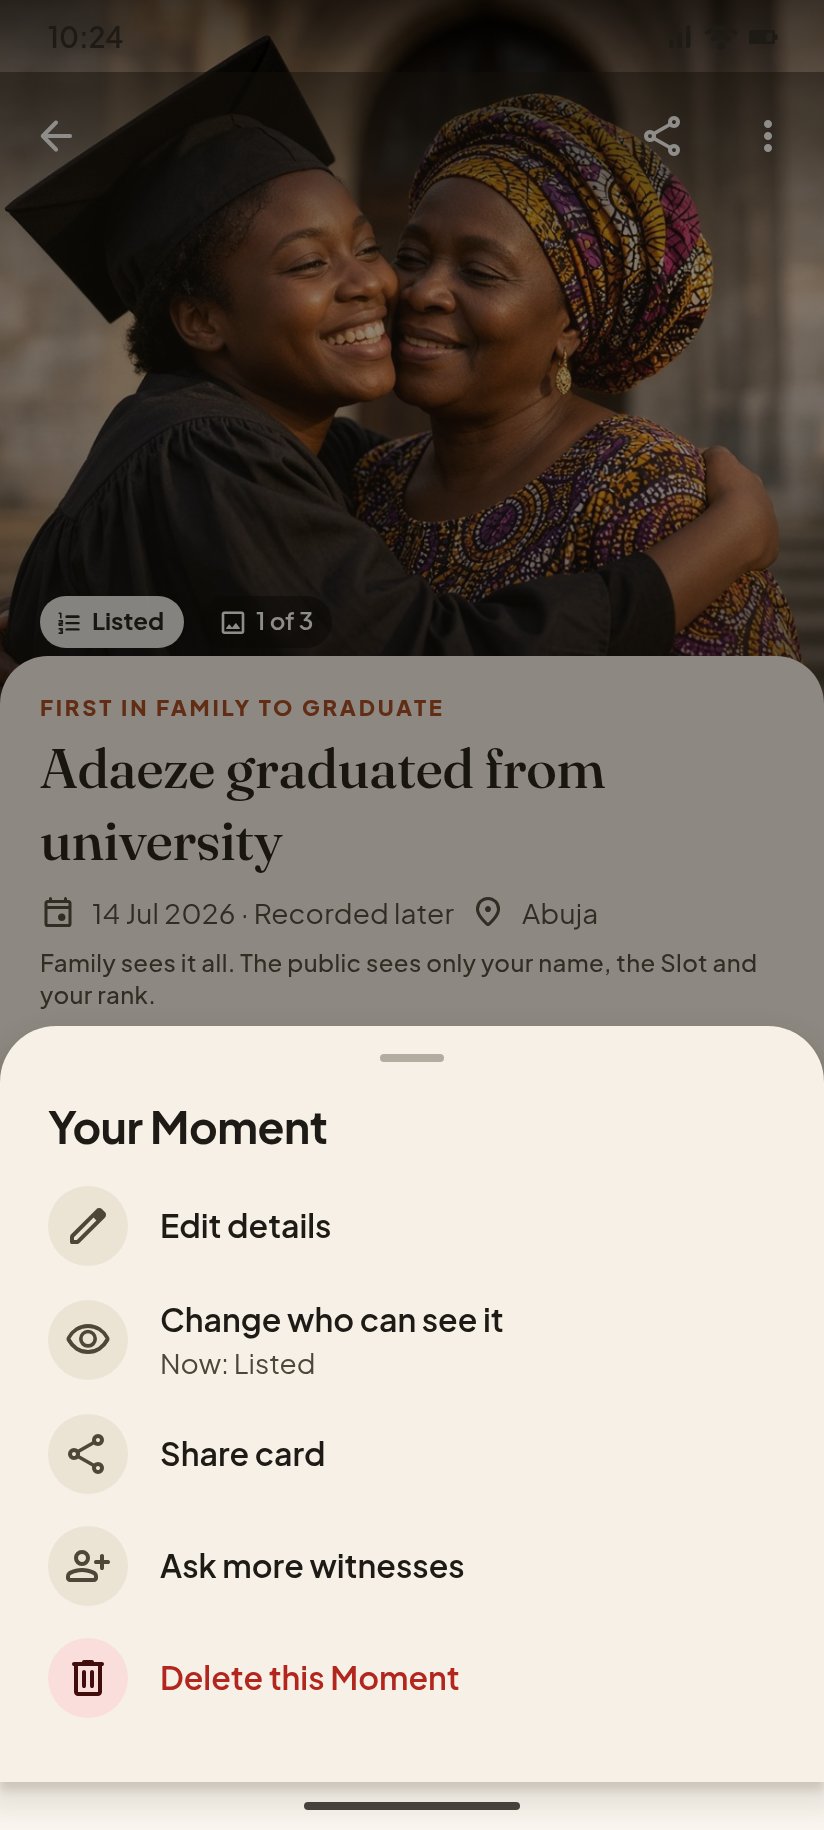 10:24
Listed
1 of 3
FIRST IN FAMILY TO GRADUATE
Adaeze graduated from
university
14 Jul 2026 · Recorded later Abuja
Family sees it all. The public sees only your name, the Slot and
your rank.
Your Moment
Edit details
Change who can see it
Now: Listed
Share card
Ask more witnesses
Delete this Moment